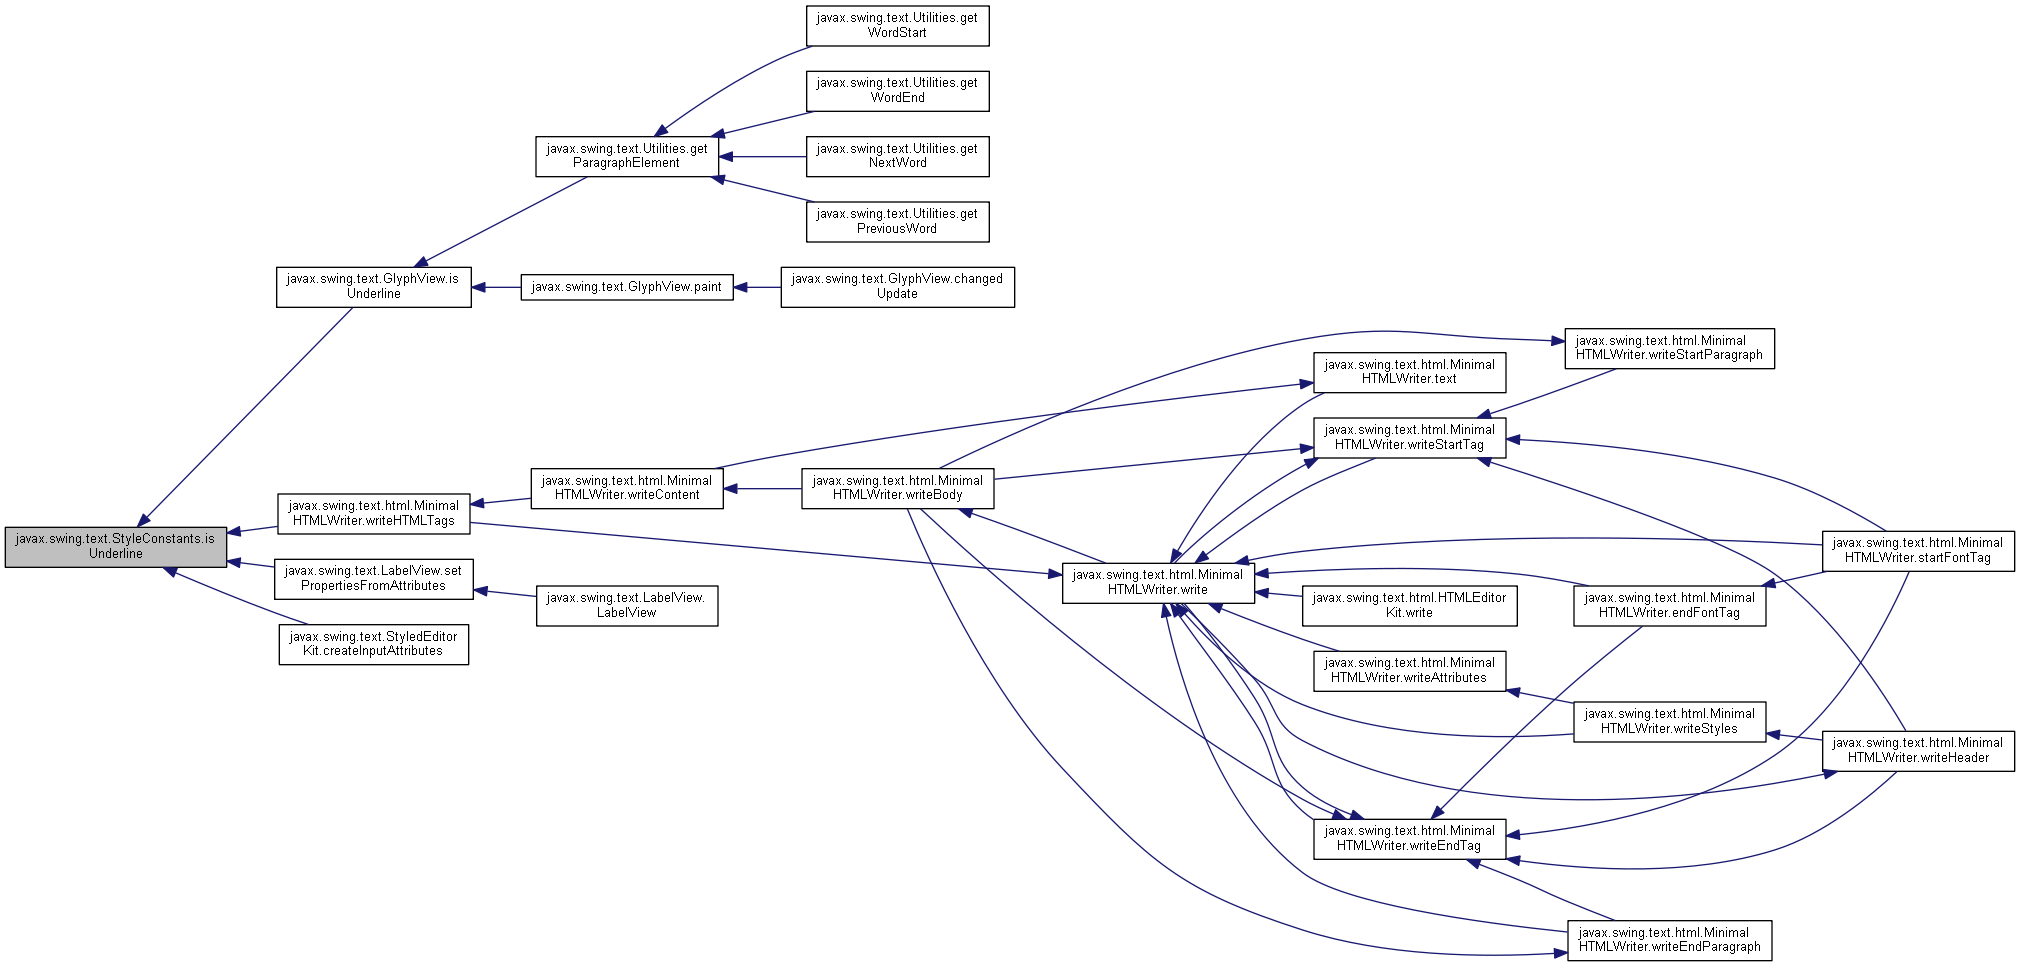 javax.swing.text.Utilities.get
WordStart
javax.swing.text.Utilities.get
WordEnd
javax.swing.text.Utilities.get
ParagraphElement
javax.swing.text.Utilities.get
NextWord
javax.swing.text.Utilities.get
PreviousWord
javax.swing.text.GlyphView.is
Underline
javax.swing.text.GlyphView.paint
javax.swing.text.GlyphView.changed
Update
javax.swing.text.html.Minimal
HTMLWriter.writeStartParagraph
javax.swing.text.html.Minimal
HTMLWriter.text
javax.swing.text.html.Minimal
HTMLWriter.writeStartTag
javax.swing.text.html.Minimal
HTMLWriter.writeContent
javax.swing.text.html.Minimal
HTMLWriter.writeBody
javax.swing.text.html.Minimal
HTMLWriter.writeHTMLTags
javax.swing.text.StyleConstants.is
Underline
javax.swing.text.html.Minimal
HTMLWriter.startFontTag
javax.swing.text.LabelView.set
PropertiesFromAttributes
javax.swing.text.html.Minimal
HTMLWriter.write
javax.swing.text.LabelView.
LabelView
javax.swing.text.html.HTMLEditor
Kit.write
javax.swing.text.html.Minimal
HTMLWriter.endFontTag
javax.swing.text.StyledEditor
Kit.createInputAttributes
javax.swing.text.html.Minimal
HTMLWriter.writeAttributes
javax.swing.text.html.Minimal
HTMLWriter.writeStyles
javax.swing.text.html.Minimal
HTMLWriter.writeHeader
javax.swing.text.html.Minimal
HTMLWriter.writeEndTag
javax.swing.text.html.Minimal
HTMLWriter.writeEndParagraph